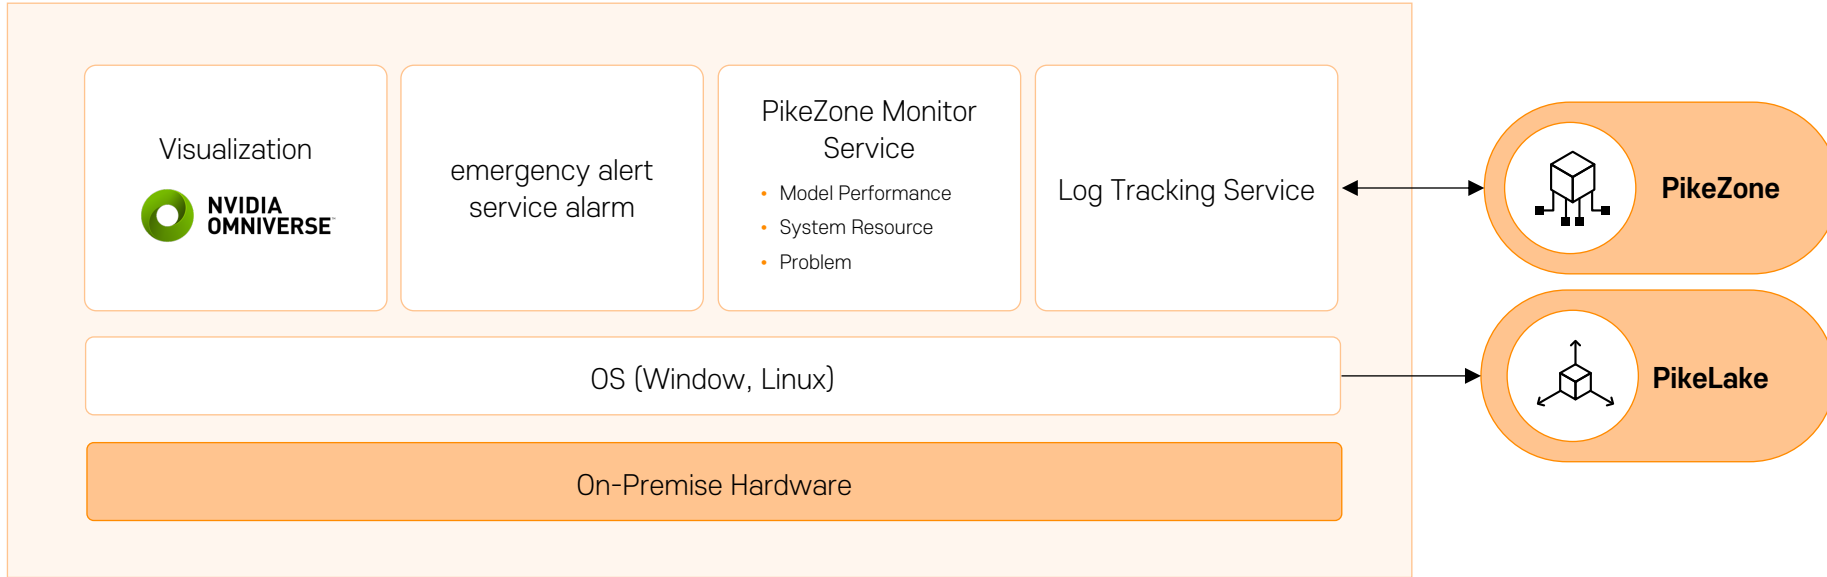 Visualization
NVIDIA
OMNIVERSE™
emergency alert
service alarm
PikeZone Monitor
Service
• Model Performance
• System Resource
• Problem
Log Tracking Service
PikeZone
OS (Window, Linux)
PikeLake
On-Premise Hardware